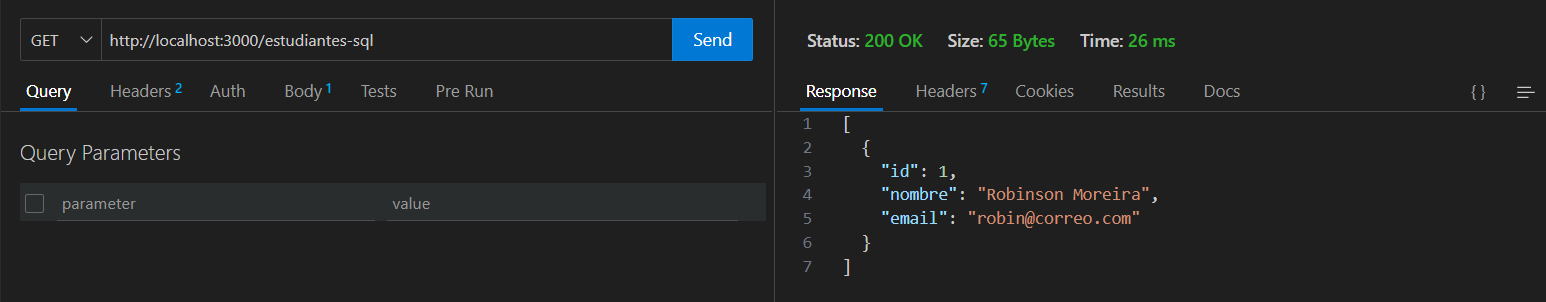 GET http://localhost:3000/estudiantes-sql Send
Query Headers 2 Auth Body 1 Tests Pre Run
Query Parameters
parameter value
Status: 200 OK Size: 65 Bytes Time: 26 ms
Response Headers 7 Cookies Results Docs { }
1 [
2 {
3 "id": 1,
4 "nombre": "Robinson Moreira",
5 "email": "robin@correo.com"
6 }
7 ]